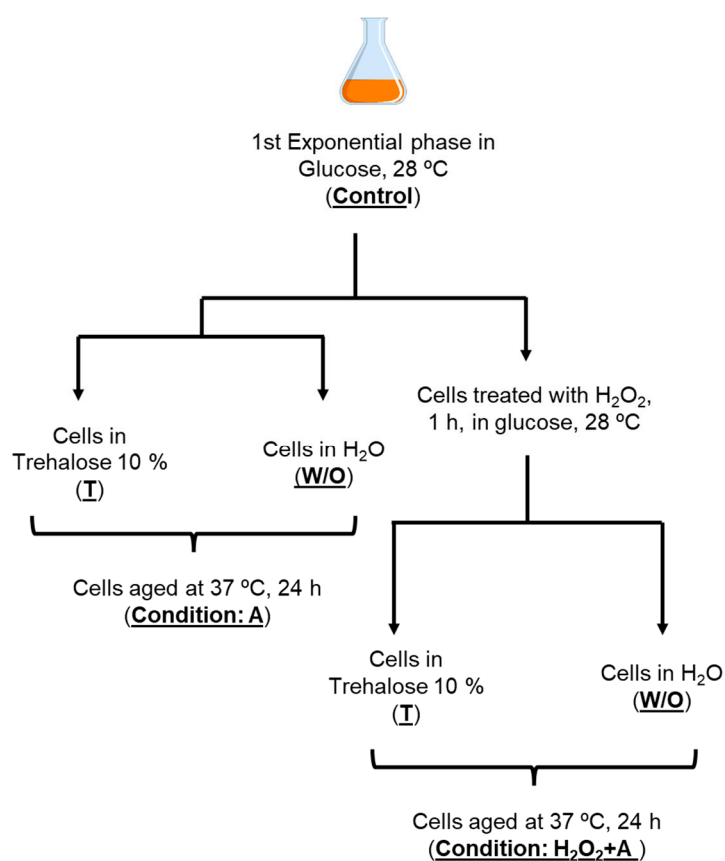 1st Exponential phase in
Glucose, 28 ºC
(Control)
Cells in
Trehalose 10 %
(T)
Cells in H₂O
(W/O)
Cells treated with H₂O₂,
1 h, in glucose, 28 ºC
Cells aged at 37 ºC, 24 h
(Condition: A)
Cells in
Trehalose 10 %
(T)
Cells in H₂O
(W/O)
Cells aged at 37 ºC, 24 h
(Condition: H₂O₂+A )